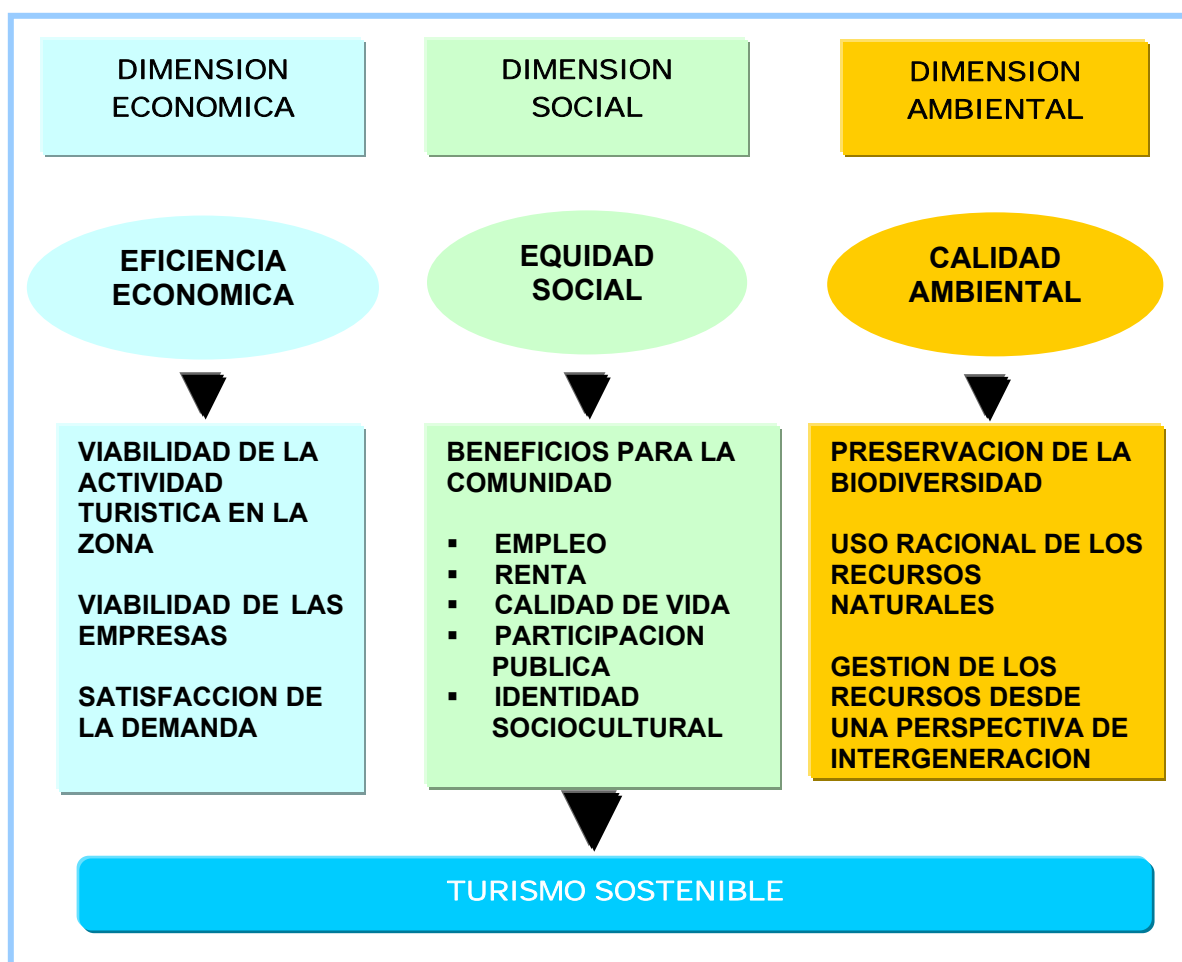 DIMENSION
ECONOMICA
DIMENSION
SOCIAL
DIMENSION
AMBIENTAL
EFICIENCIA
ECONOMICA
EQUIDAD
SOCIAL
CALIDAD
AMBIENTAL
VIABILIDAD DE LA
ACTIVIDAD
TURISTICA EN LA
ZONA
VIABILIDAD DE LAS
EMPRESAS
SATISFACCION DE
LA DEMANDA
BENEFICIOS PARA LA
COMUNIDAD
▪ EMPLEO
▪ RENTA
▪ CALIDAD DE VIDA
▪ PARTICIPACION
PUBLICA
▪ IDENTIDAD
SOCIOCULTURAL
PRESERVACION DE LA
BIODIVERSIDAD
USO RACIONAL DE LOS
RECURSOS
NATURALES
GESTION DE LOS
RECURSOS DESDE
UNA PERSPECTIVA DE
INTERGENERACION
TURISMO SOSTENIBLE